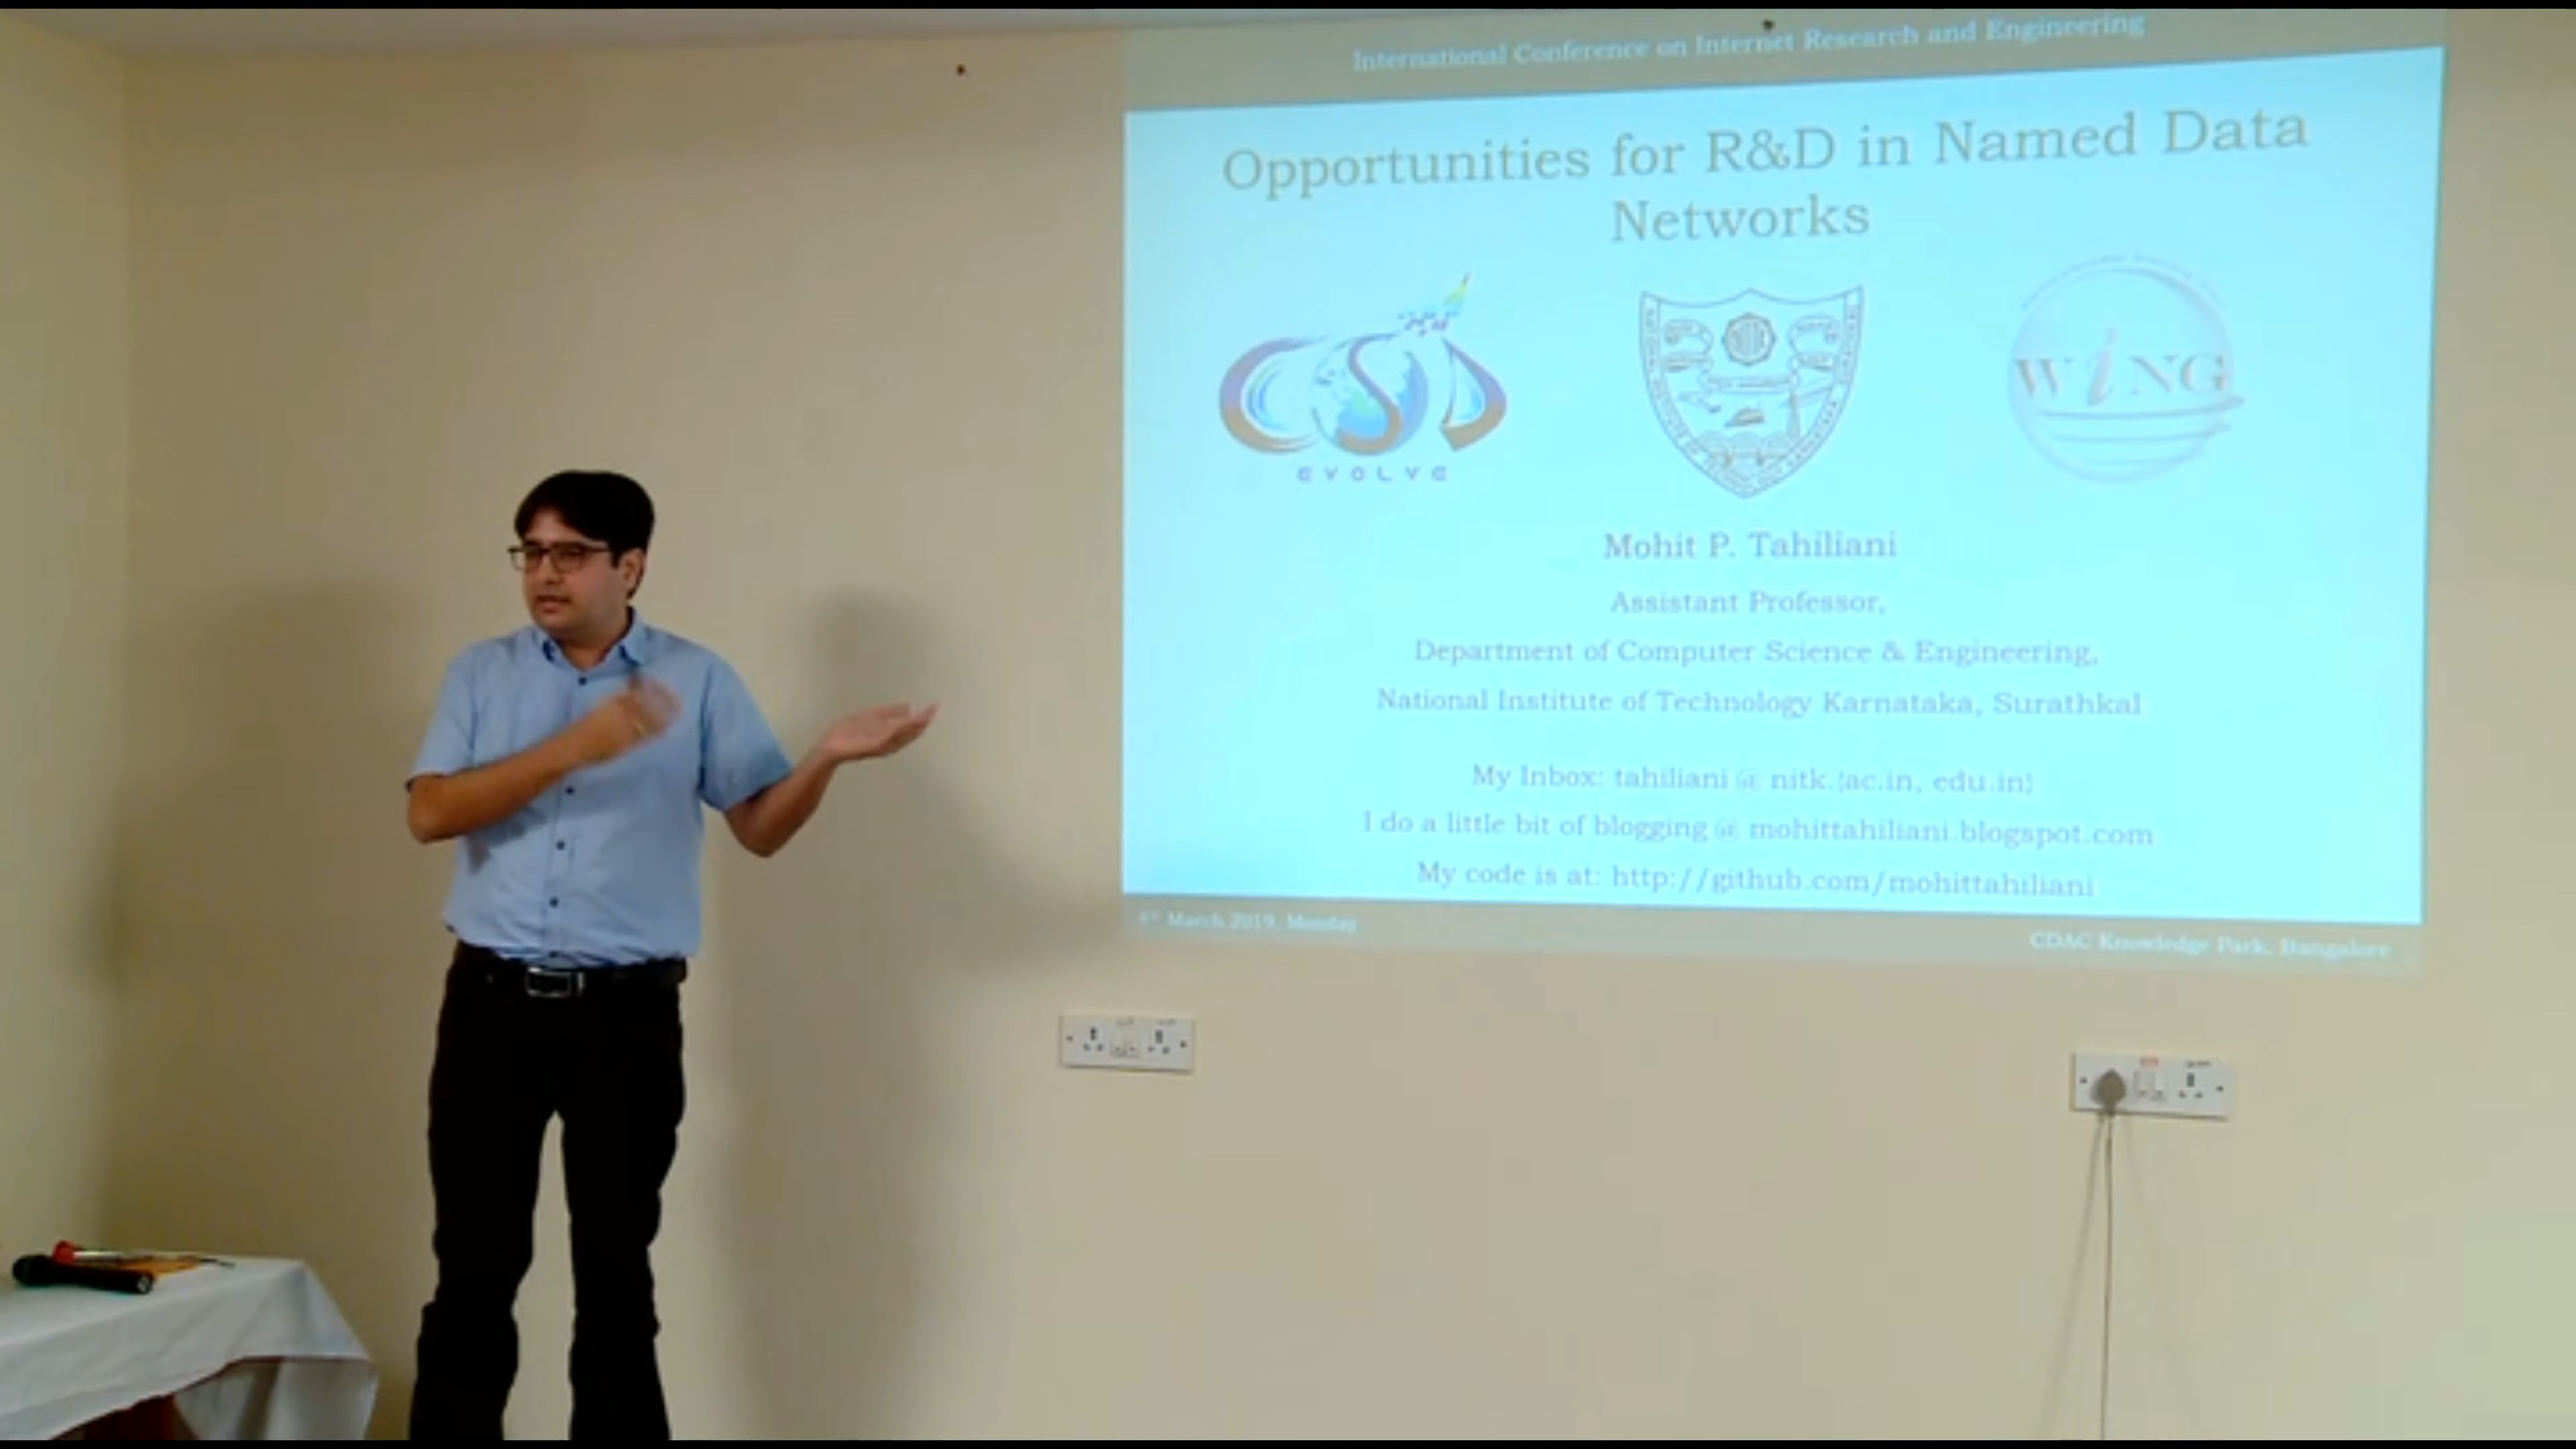 International Conference on Internet Research and Engineering
Opportunities for R&D in Named Data
Networks
CSD
EVOLVE
WiNG
Mohit P. Tahiliani
Assistant Professor,
Department of Computer Science & Engineering,
National Institute of Technology Karnataka, Surathkal
My Inbox: tahiliani @ nitk.{ac.in, edu.in}
I do a little bit of blogging @ mohittahiliani.blogspot.com
My code is at: http://github.com/mohittahiliani
4th March 2019, Monday
CDAC Knowledge Park, Bangalore